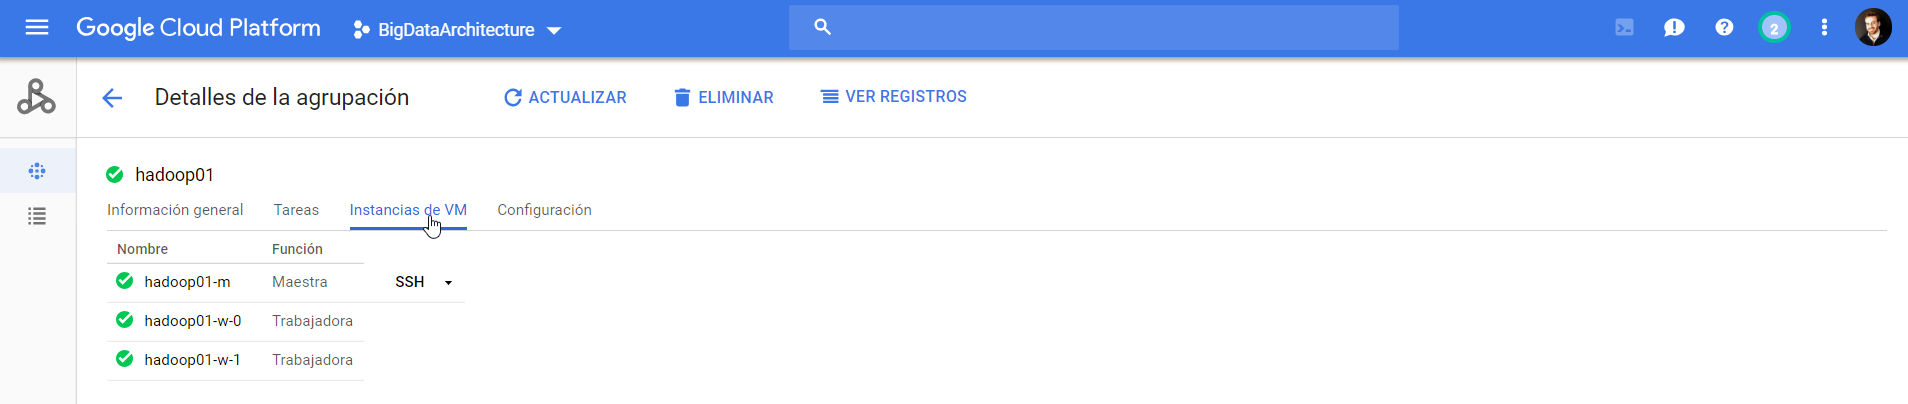 Google Cloud Platform BigDataArchitecture 2
Detalles de la agrupación ACTUALIZAR ELIMINAR VER REGISTROS
hadoop01
Información general Tareas Instancias de VM Configuración
Nombre Función
hadoop01-m Maestra SSH
hadoop01-w-0 Trabajadora
hadoop01-w-1 Trabajadora